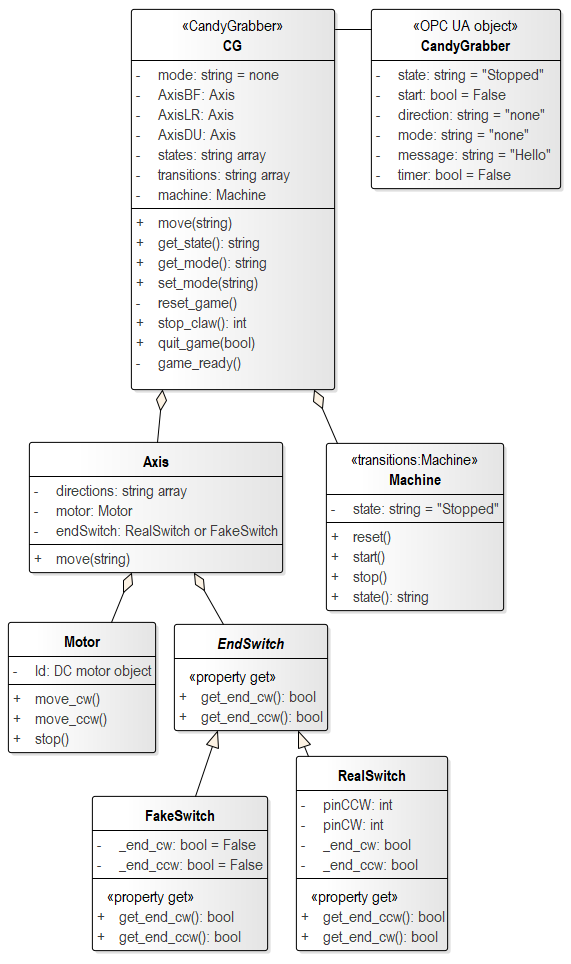 «CandyGrabber»
CG
- mode: string = none
- AxisBF: Axis
- AxisLR: Axis
- AxisDU: Axis
- states: string array
- transitions: string array
- machine: Machine
+ move(string)
+ get_state(): string
+ get_mode(): string
+ set_mode(string)
- reset_game()
+ stop_claw(): int
+ quit_game(bool)
- game_ready()
«OPC UA object»
CandyGrabber
- state: string = "Stopped"
- start: bool = False
- direction: string = "none"
- mode: string = "none"
- message: string = "Hello"
- timer: bool = False
Axis
- directions: string array
- motor: Motor
- endSwitch: RealSwitch or FakeSwitch
+ move(string)
«transitions:Machine»
Machine
- state: string = "Stopped"
+ reset()
+ start()
+ stop()
+ state(): string
Motor
- Id: DC motor object
+ move_cw()
+ move_ccw()
+ stop()
EndSwitch
«property get»
+ get_end_cw(): bool
+ get_end_ccw(): bool
FakeSwitch
- _end_cw: bool = False
- _end_ccw: bool = False
«property get»
+ get_end_cw(): bool
+ get_end_ccw(): bool
RealSwitch
- pinCCW: int
- pinCW: int
- _end_cw: bool
- _end_ccw: bool
«property get»
+ get_end_ccw(): bool
+ get_end_cw(): bool